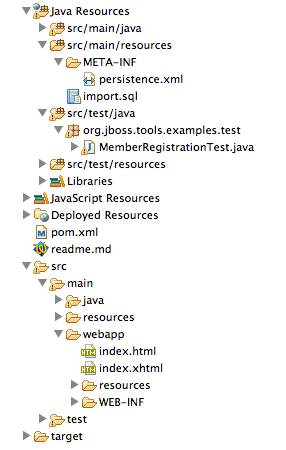 Java Resources
src/main/java
src/main/resources
META-INF
persistence.xml
import.sql
src/test/java
org.jboss.tools.examples.test
MemberRegistrationTest.java
src/test/resources
Libraries
JavaScript Resources
Deployed Resources
pom.xml
readme.md
src
main
java
resources
webapp
index.html
index.xhtml
resources
WEB-INF
test
target